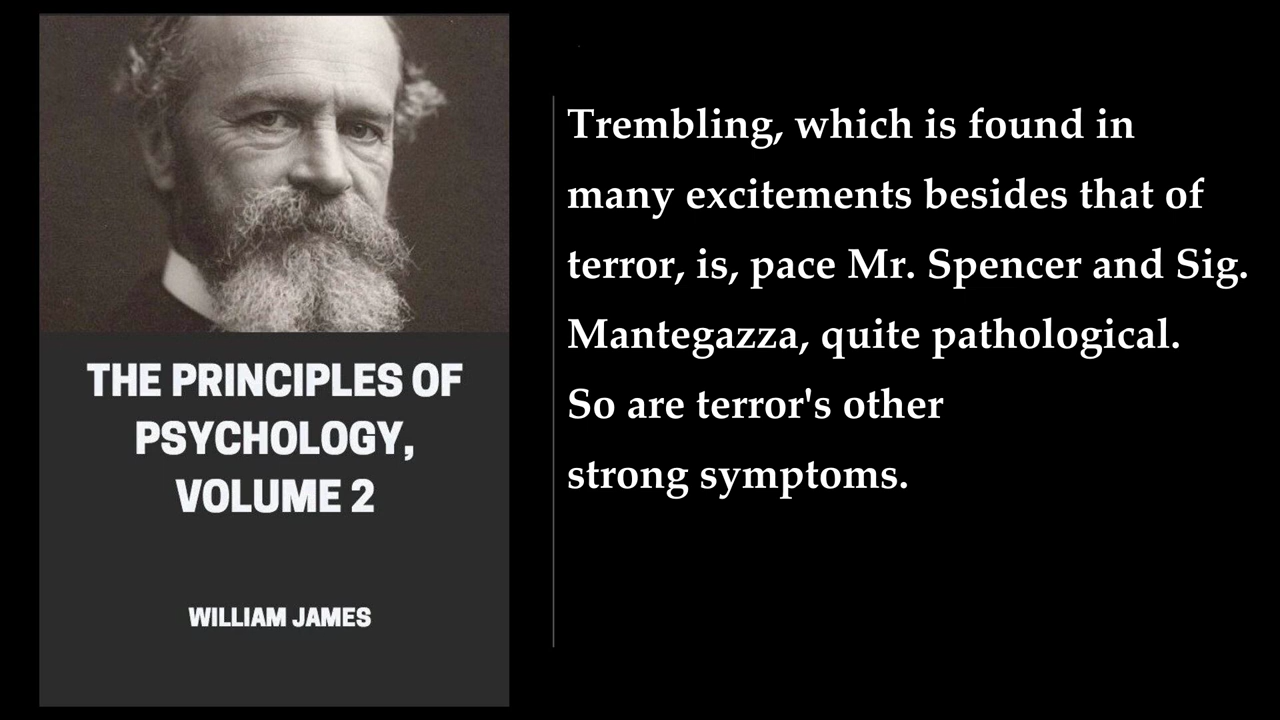 THE PRINCIPLES OF
PSYCHOLOGY,
VOLUME 2
WILLIAM JAMES
Trembling, which is found in
many excitements besides that of
terror, is, pace Mr. Spencer and Sig.
Mantegazza, quite pathological.
So are terror's other
strong symptoms.